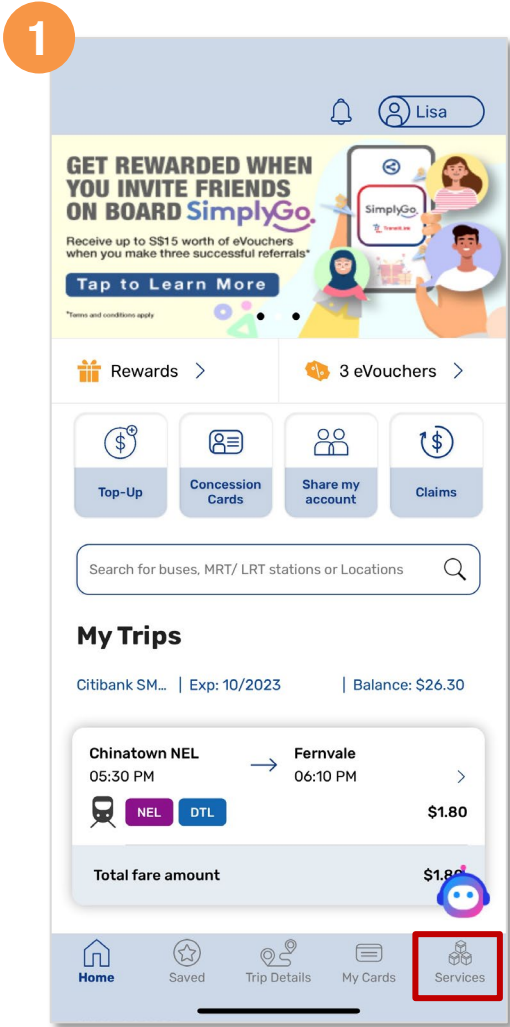 1
Lisa
GET REWARDED WHEN
YOU INVITE FRIENDS
ON BOARD SimplyGo.
Receive up to S$15 worth of eVouchers
when you make three successful referrals*
Tap to Learn More
*Terms and conditions apply
SimplyGo.
TransitLink
Rewards
3 eVouchers
Top-Up
Concession
Cards
Share my
account
Claims
Search for buses, MRT/ LRT stations or Locations
My Trips
Citibank SM... | Exp: 10/2023 | Balance: $26.30
Chinatown NEL
Fernvale
05:30 PM
06:10 PM
NEL
DTL
$1.80
Total fare amount
$1.80
Home
Saved
Trip Details
My Cards
Services